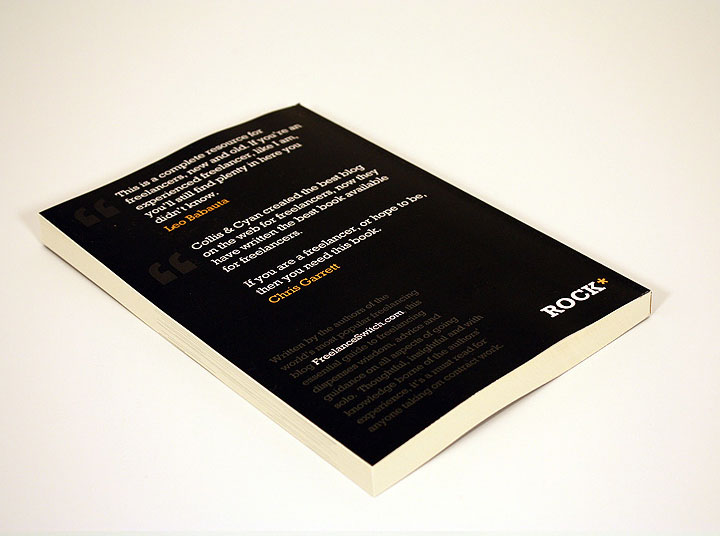 This is a complete resource for
freelancers, new and old. If you're an
experienced freelancer, like I am,
you'll still find plenty in here you
didn't know.
Leo Babauta
Collis & Cyan created the best blog
on the web for freelancers, now they
have written the best book available
for freelancers.
If you are a freelancer, or hope to be,
then you need this book.
Chris Garrett
Written by the authors of the
world's most popular freelancing
blog FreelanceSwitch.com, this
essential guide to freelancing
dispenses wisdom, advice and
guidance on all aspects of going
solo. Thoughtful, insightful and with
knowledge borne of the authors'
experience, it's a must read for
anyone taking on contract work.
ROCK*